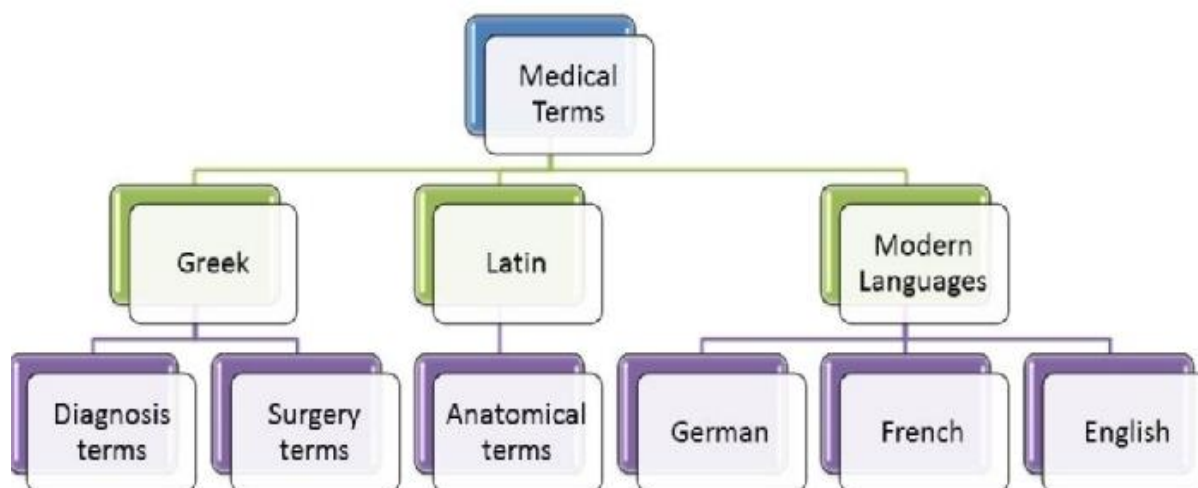 Medical
Terms
Greek
Latin
Modern
Languages
Diagnosis
terms
Surgery
terms
Anatomical
terms
German
French
English